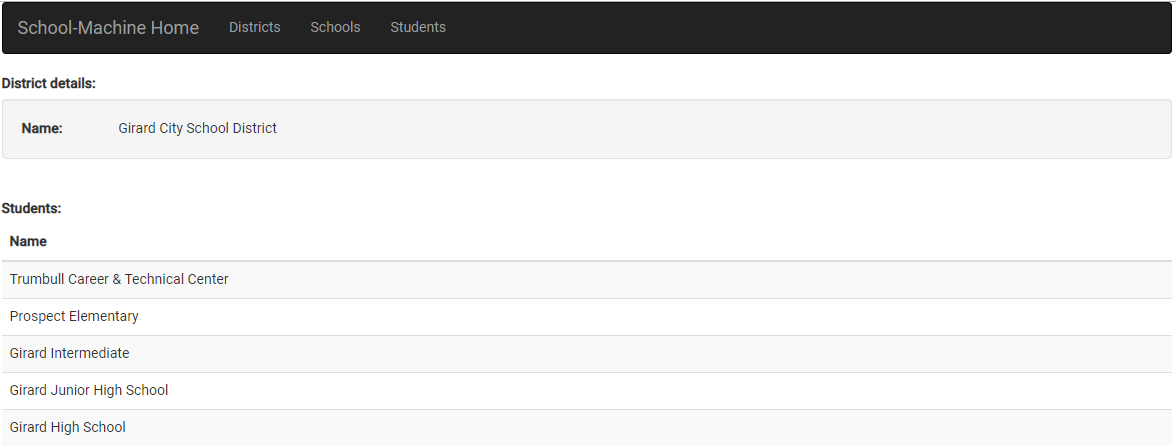 School-Machine Home Districts Schools Students
District details:
Name: Girard City School District
Students:
Name
Trumbull Career & Technical Center
Prospect Elementary
Girard Intermediate
Girard Junior High School
Girard High School